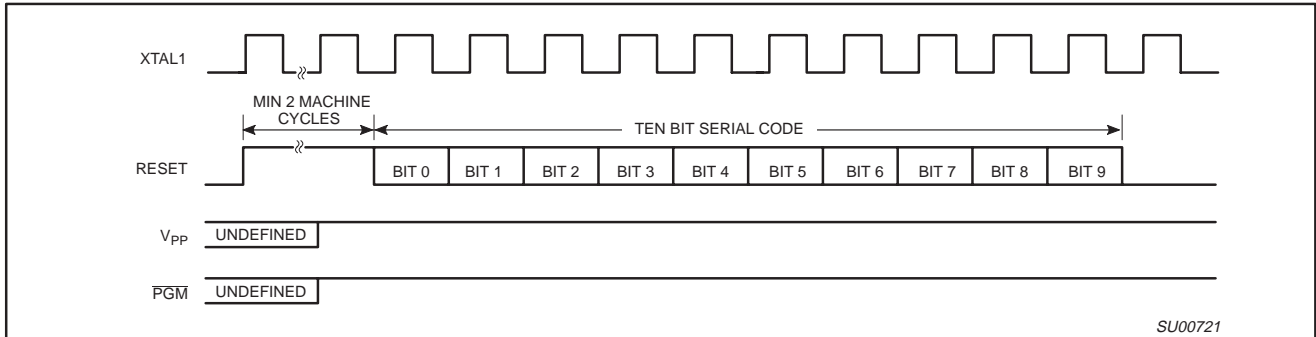 XTAL1
MIN 2 MACHINE
CYCLES
TEN BIT SERIAL CODE
RESET
BIT 0 BIT 1 BIT 2 BIT 3 BIT 4 BIT 5 BIT 6 BIT 7 BIT 8 BIT 9
VPP UNDEFINED
PGM UNDEFINED
SU00721